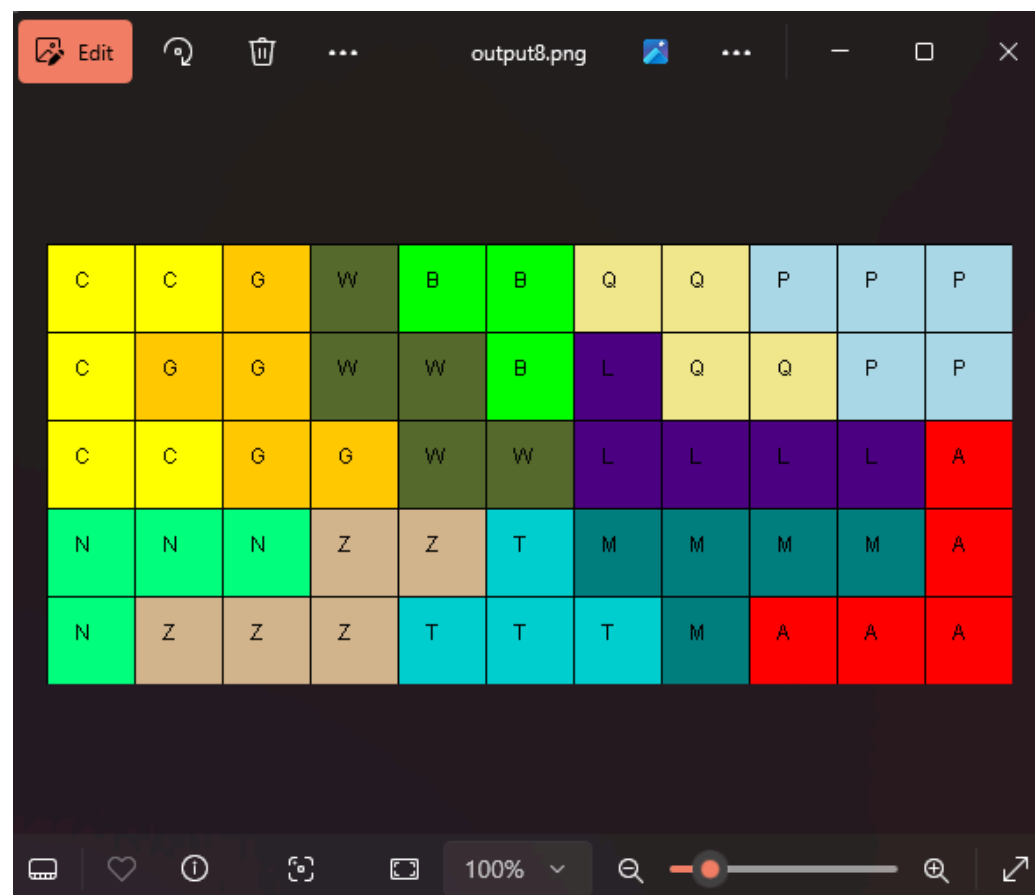 Edit output8.png
C C G W B B Q Q P P P
C G G W W B L Q Q P P
C C G G W W L L L L A
N N N Z Z T M M M M A
N Z Z Z T T T M A A A
100%